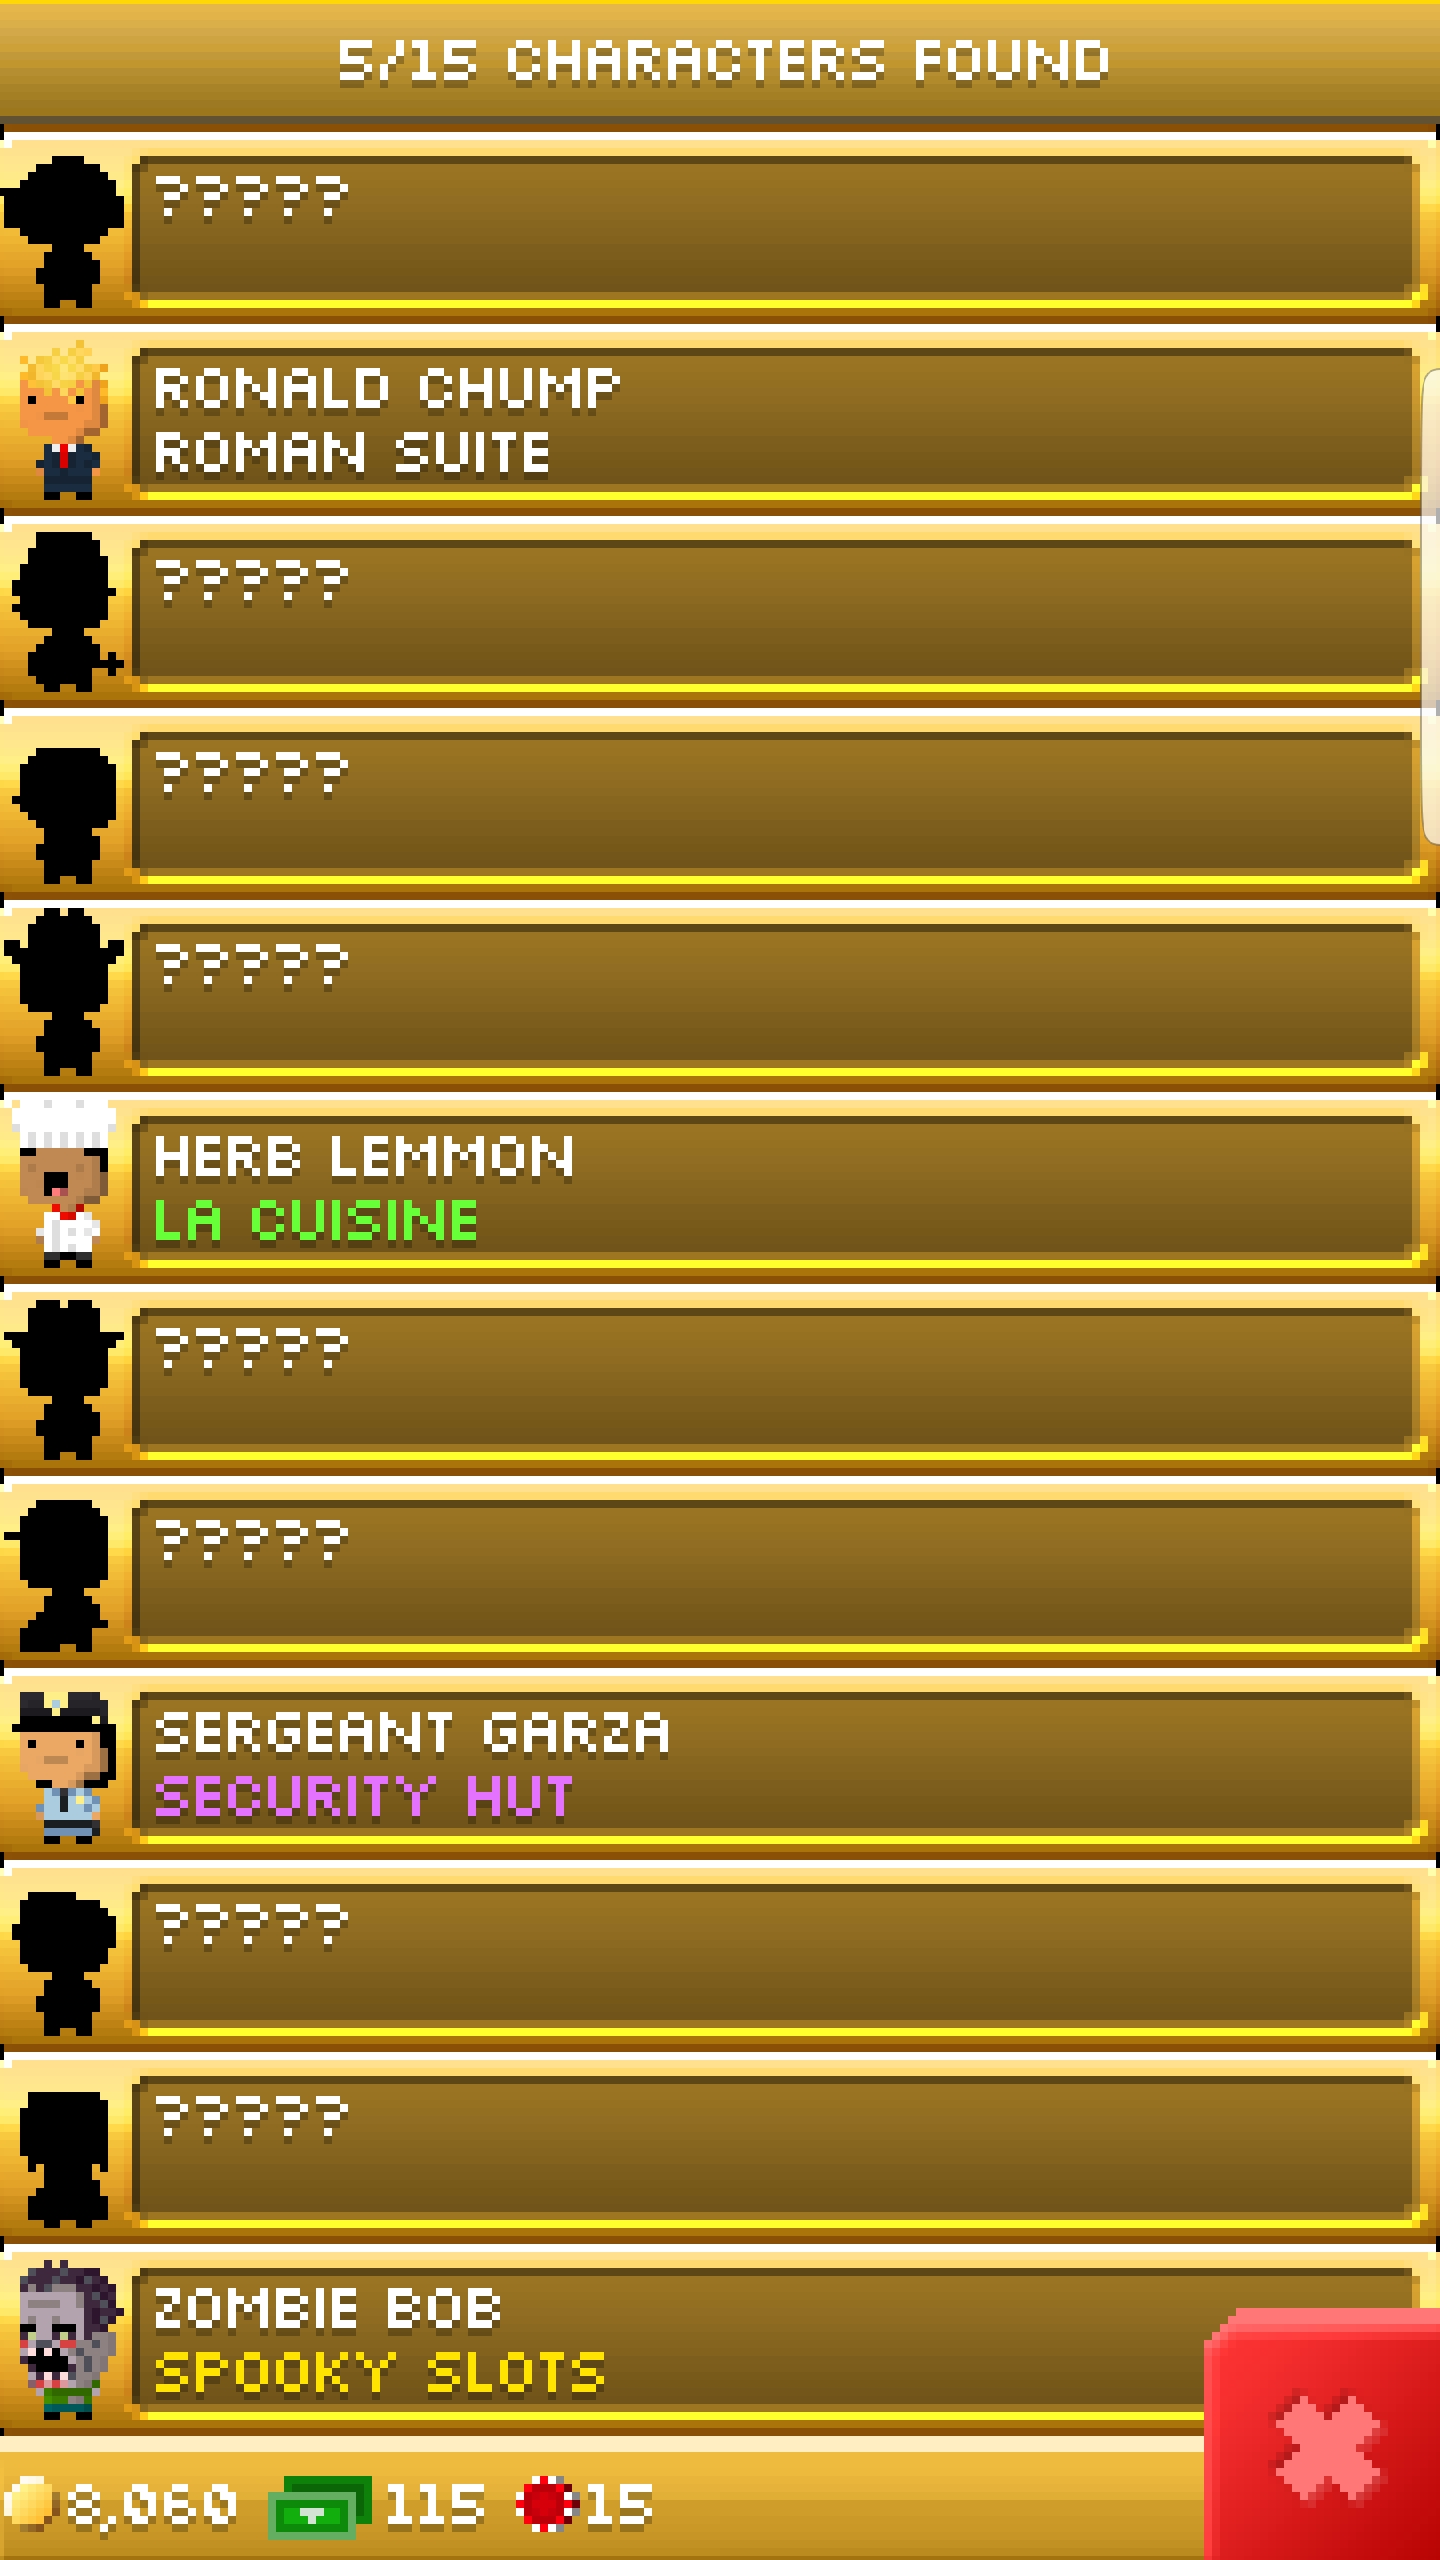 5/15 CHARACTERS FOUND
?????
RONALD CHUMP
ROMAN SUITE
?????
?????
?????
HERB LEMMON
LA CUISINE
?????
?????
SERGEANT GARZA
SECURITY HUT
?????
?????
ZOMBIE BOB
SPOOKY SLOTS
8,060 115 15